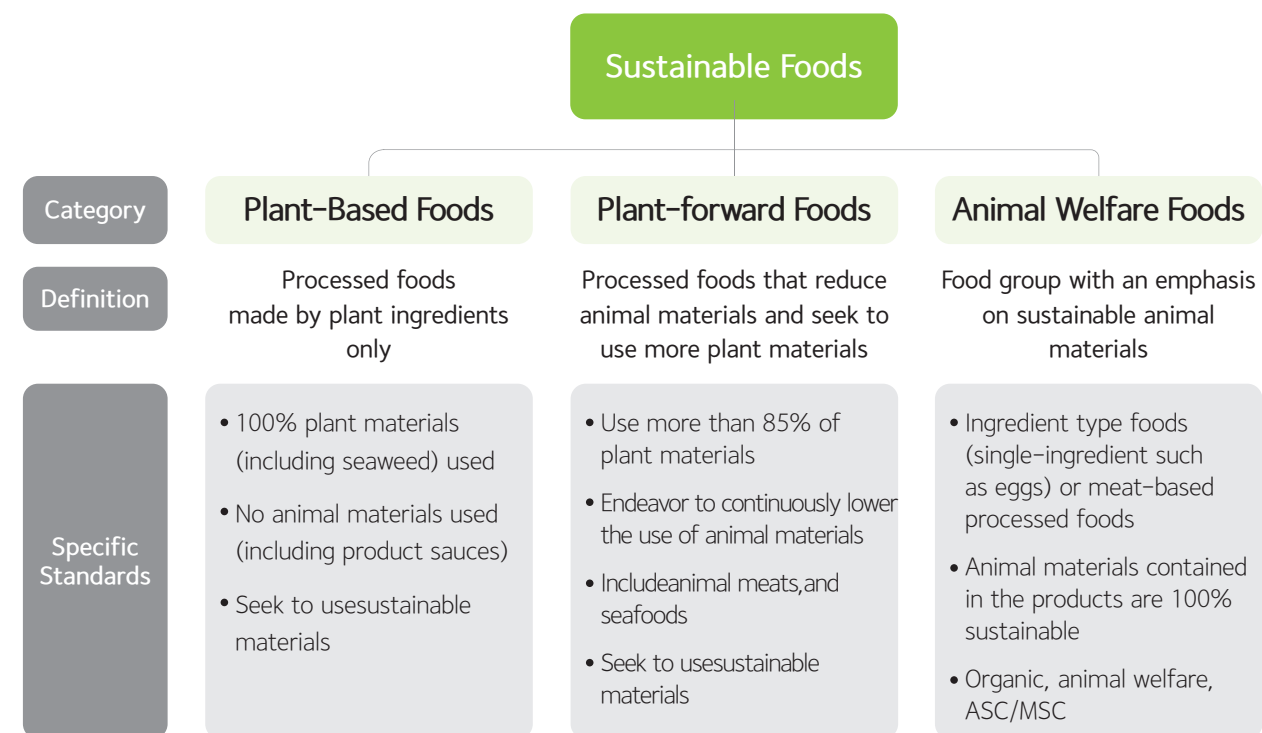 Sustainable Foods
Category
Plant-Based Foods
Plant-forward Foods
Animal Welfare Foods
Definition
Processed foods
made by plant ingredients
only
Processed foods that reduce
animal materials and seek to
use more plant materials
Food group with an emphasis
on sustainable animal
materials
Specific
Standards
• 100% plant materials
(including seaweed) used
• No animal materials used
(including product sauces)
• Seek to usesustainable
materials
• Use more than 85% of
plant materials
• Endeavor to continuously lower
the use of animal materials
• Includeanimal meats,and
seafoods
• Seek to usesustainable
materials
• Ingredient type foods
(single-ingredient such
as eggs) or meat-based
processed foods
• Animal materials contained
in the products are 100%
sustainable
• Organic, animal welfare,
ASC/MSC